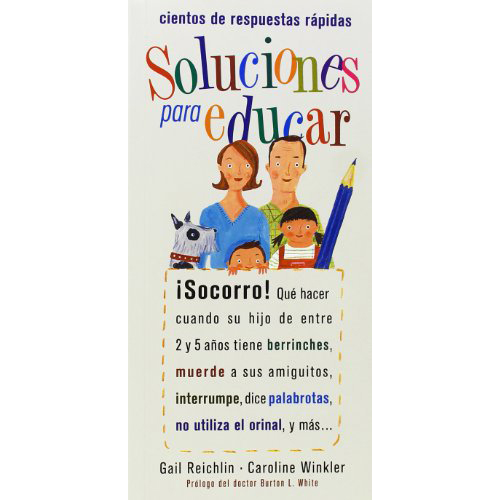 cientos de respuestas rápidas
Soluciones
para educar
¡Socorro! Qué hacer
cuando su hijo de entre
2 y 5 años tiene berrinches,
muerde a sus amiguitos,
interrumpe, dice palabrotas,
no utiliza el orinal, y más...
Gail Reichlin · Caroline Winkler
Prólogo del doctor Burton L. White